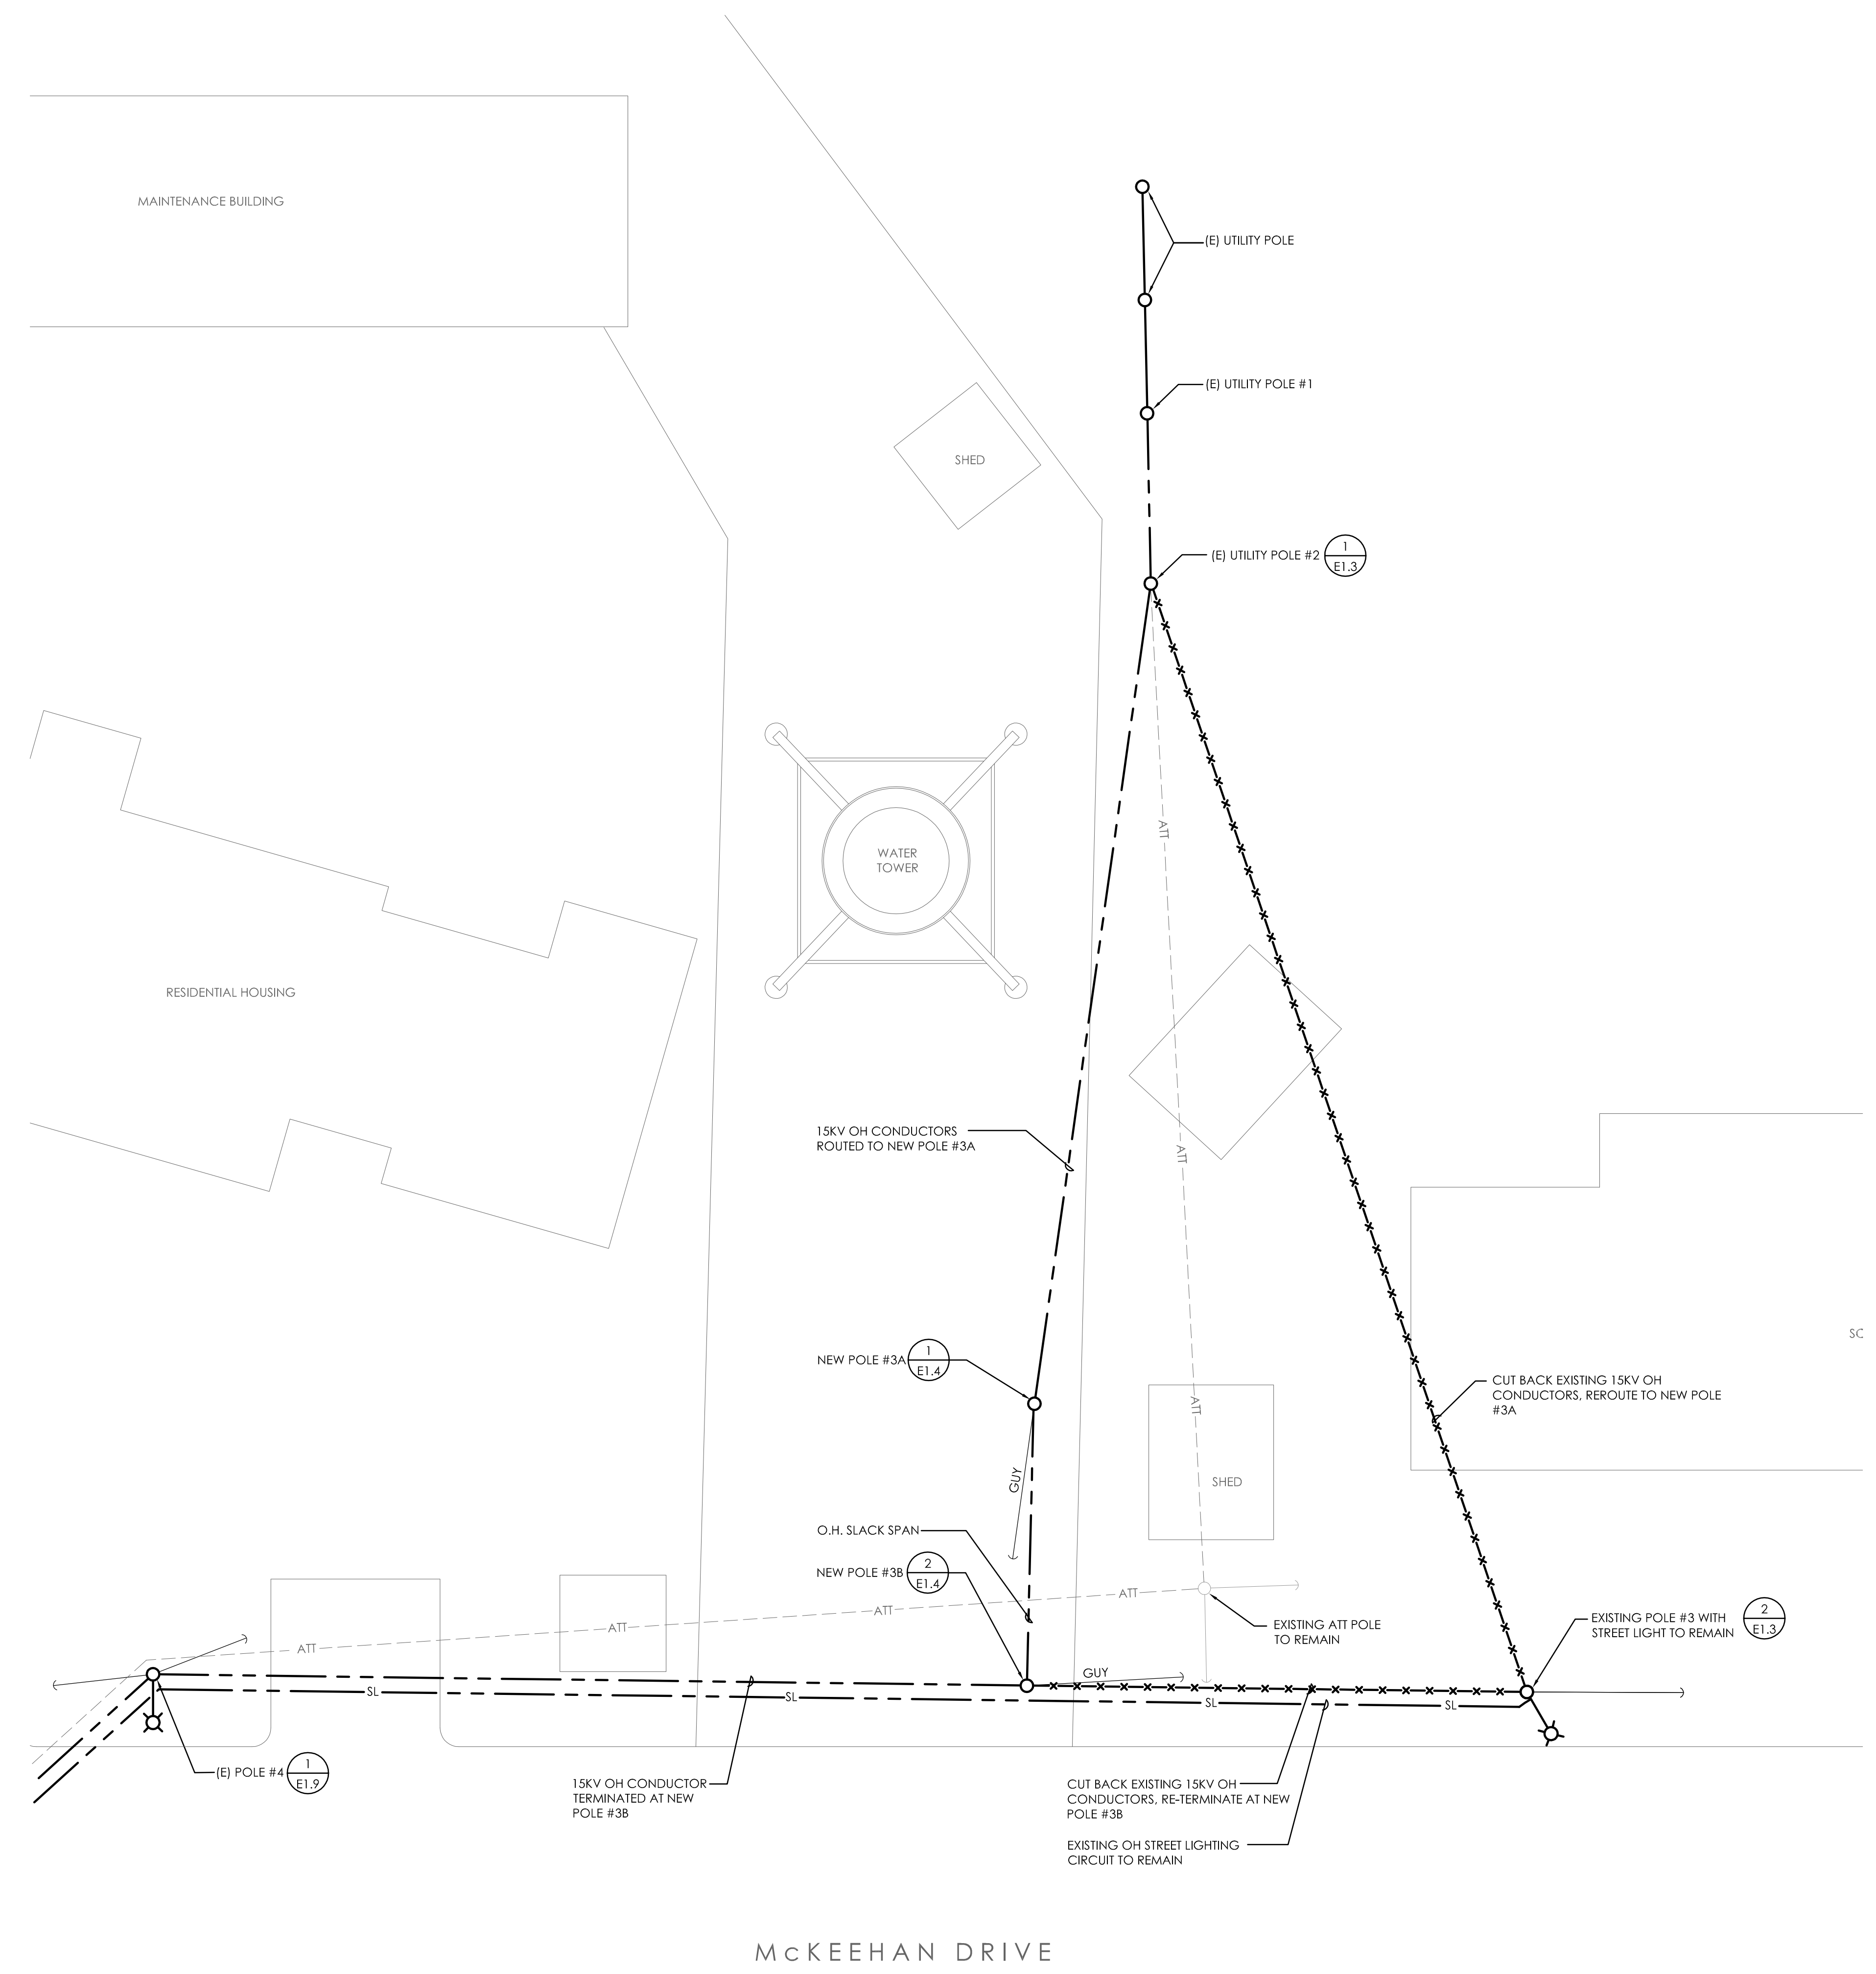 MAINTENANCE BUILDING
(E) UTILITY POLE
(E) UTILITY POLE #1
SHED
(E) UTILITY POLE #2
1
E1.3
ATT
WATER
TOWER
RESIDENTIAL HOUSING
15KV OH CONDUCTORS
ROUTED TO NEW POLE #3A
ATT
NEW POLE #3A
1
E1.4
CUT BACK EXISTING 15KV OH
CONDUCTORS, REROUTE TO NEW POLE
#3A
ATT
GUY
SHED
O.H. SLACK SPAN
NEW POLE #3B
2
E1.4
ATT
ATT
ATT
ATT
EXISTING ATT POLE
TO REMAIN
EXISTING POLE #3 WITH
STREET LIGHT TO REMAIN
2
E1.3
GUY
SL
SL
SL
SL
(E) POLE #4
1
E1.9
15KV OH CONDUCTOR
TERMINATED AT NEW
POLE #3B
CUT BACK EXISTING 15KV OH
CONDUCTORS, RE-TERMINATE AT NEW
POLE #3B
EXISTING OH STREET LIGHTING
CIRCUIT TO REMAIN
McKEEHAN DRIVE